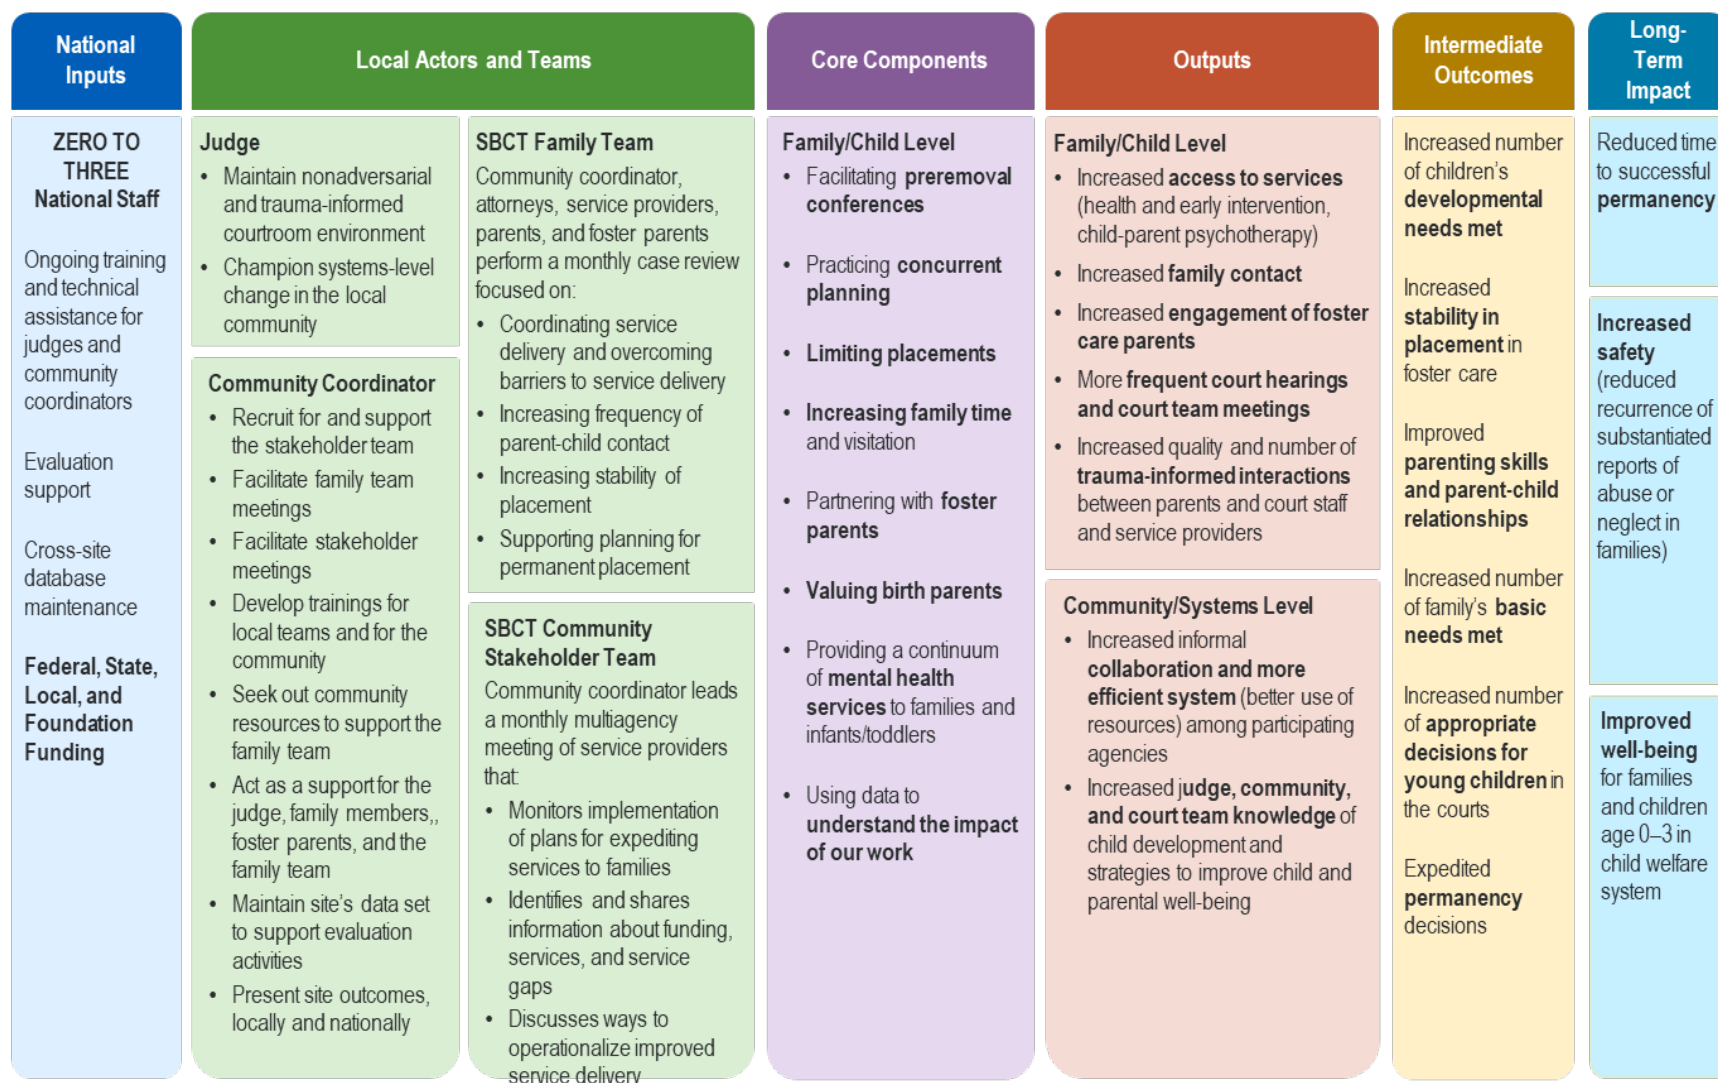 National
Inputs
Local Actors and Teams
Core Components
Outputs
Intermediate
Outcomes
Long-
Term
Impact
ZERO TO
THREE
National Staff
Ongoing training
and technical
assistance for
judges and
community
coordinators
Evaluation
support
Cross-site
database
maintenance
Federal, State,
Local, and
Foundation
Funding
Judge
• Maintain nonadversarial
and trauma-informed
courtroom environment
• Champion systems-level
change in the local
community
Community Coordinator
• Recruit for and support
the stakeholder team
• Facilitate family team
meetings
• Facilitate stakeholder
meetings
• Develop trainings for
local teams and for the
community
• Seek out community
resources to support the
family team
• Act as a support for the
judge, family members,,
foster parents, and the
family team
• Maintain site's data set
to support evaluation
activities
• Present site outcomes,
locally and nationally
SBCT Family Team
Community coordinator,
attorneys, service providers,
parents, and foster parents
perform a monthly case review
focused on:
• Coordinating service
delivery and overcoming
barriers to service delivery
• Increasing frequency of
parent-child contact
• Increasing stability of
placement
• Supporting planning for
permanent placement
SBCT Community
Stakeholder Team
Community coordinator leads
a monthly multiagency
meeting of service providers
that:
• Monitors implementation
of plans for expediting
services to families
• Identifies and shares
information about funding,
services, and service
gaps
• Discusses ways to
operationalize improved
service delivery
Family/Child Level
• Facilitating preremoval
conferences
• Practicing concurrent
planning
• Limiting placements
• Increasing family time
and visitation
• Partnering with foster
parents
• Valuing birth parents
• Providing a continuum
of mental health
services to families and
infants/toddlers
• Using data to
understand the impact
of our work
Family/Child Level
• Increased access to services
(health and early intervention,
child-parent psychotherapy)
• Increased family contact
• Increased engagement of foster
care parents
• More frequent court hearings
and court team meetings
• Increased quality and number of
trauma-informed interactions
between parents and court staff
and service providers
Community/Systems Level
• Increased informal
collaboration and more
efficient system (better use of
resources) among participating
agencies
• Increased judge, community,
and court team knowledge of
child development and
strategies to improve child and
parental well-being
Increased number
of children's
developmental
needs met
Increased
stability in
placement in
foster care
Improved
parenting skills
and parent-child
relationships
Increased number
of family's basic
needs met
Increased number
of appropriate
decisions for
young children in
the courts
Expedited
permanency
decisions
Reduced time
to successful
permanency
Increased
safety
(reduced
recurrence of
substantiated
reports of
abuse or
neglect in
families)
Improved
well-being
for families
and children
age 0–3 in
child welfare
system